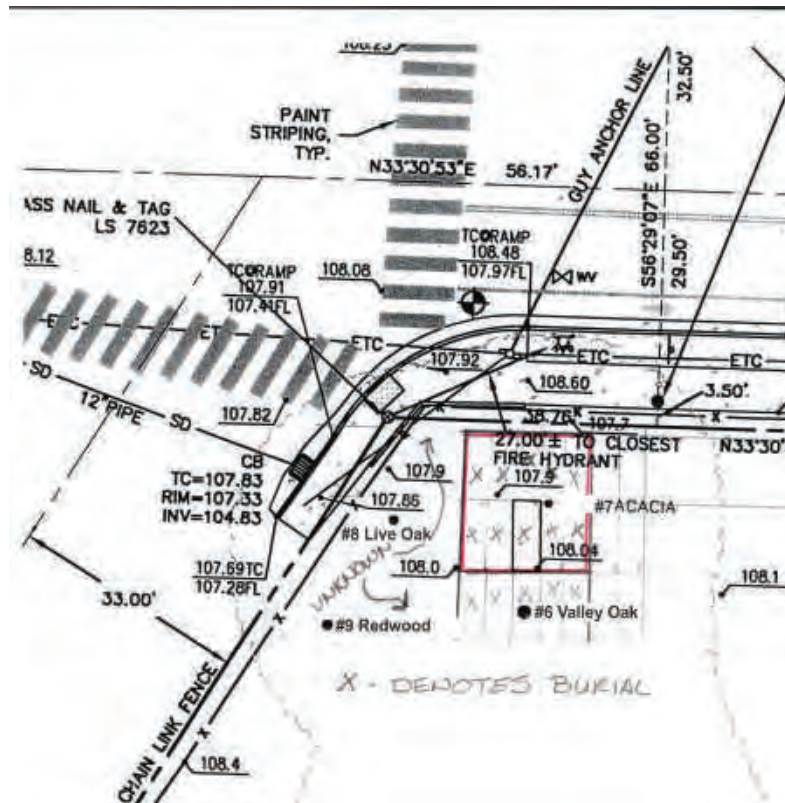 108.23
PAINT
STRIPING,
TYP.
N33°30'53"E 56.17'
GUY ANCHOR LINE
S56°29'07"E 66.00'
32.50'
29.50'
ASS NAIL & TAG
LS 7623
8.12
TC@RAMP
107.91
107.41FL
108.08
TC@RAMP
108.48
107.97FL
WV
ETC
ETC
ETC
ETC
ETC
107.92
108.60
3.50'
SD
12"PIPE
SD
107.82
38.76
107.7
27.00'± TO CLOSEST
FIRE HYDRANT
N33°30'
CB
TC=107.83
RIM=107.33
INV=104.83
107.9
107.86
107.9
#7ACACIA
#8 Live Oak
UNKNOWN
108.04
108.0
107.69TC
107.28FL
108.1
33.00'
#9 Redwood
#6 Valley Oak
X - DENOTES BURIAL
CHAIN LINK FENCE
108.4